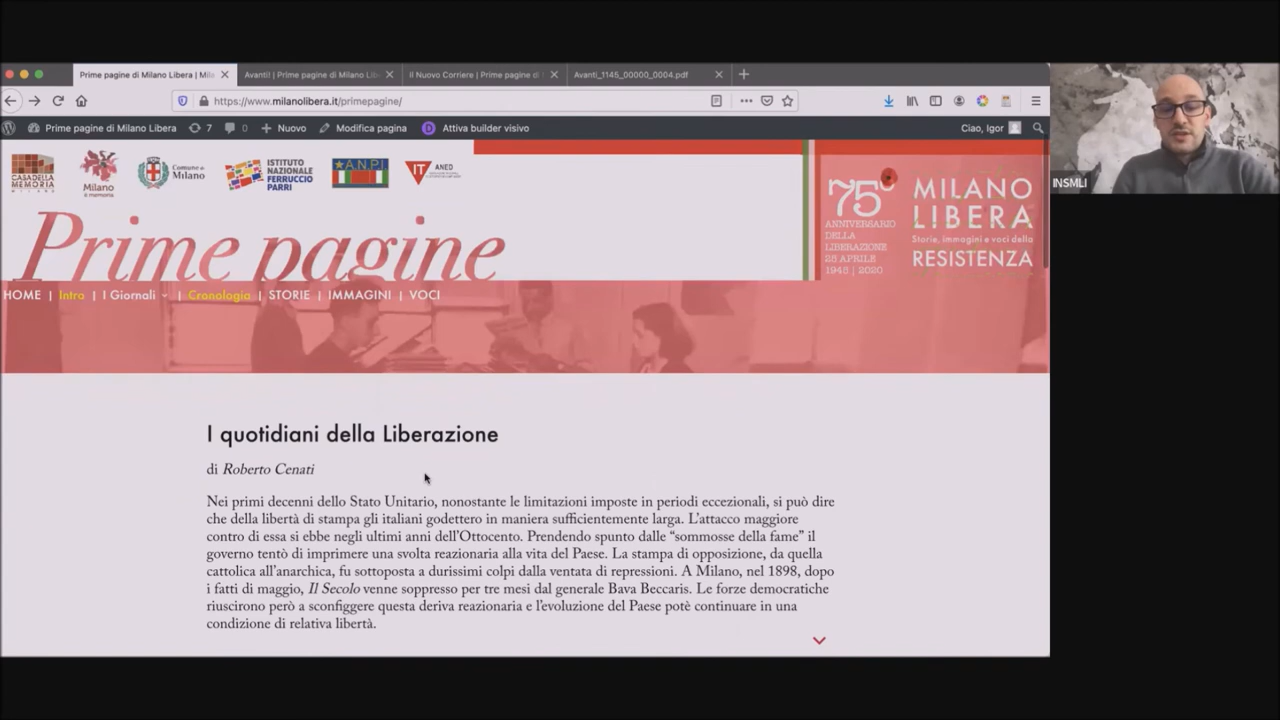 Prime pagine di Milano Libera | Mil
Avanti! | Prime pagine di Milano Lib
Il Nuovo Corriere | Prime pagine di
Avanti_1145_00000_0004.pdf
https://www.milanolibera.it/primepagine/
Prime pagine di Milano Libera
7
0
Nuovo
Modifica pagina
D
Attiva builder visivo
Ciao, Igor
CASADELLA
MEMORIA
MILANO
Milano
è memoria
Comune di
Milano
ISTITUTO
NAZIONALE
FERRUCCIO
PARRI
A.N.P.I.
IT
ANED
Prime pagine
75°
ANNIVERSARIO
DELLA
LIBERAZIONE
25 APRILE
1945 | 2020
MILANO
LIBERA
Storie, immagini e voci della
RESISTENZA
HOME | Intro | I Giornali | Cronologia | STORIE | IMMAGINI | VOCI
INSMLI
I quotidiani della Liberazione
di Roberto Cenati
Nei primi decenni dello Stato Unitario, nonostante le limitazioni imposte in periodi eccezionali, si può dire
che della libertà di stampa gli italiani godettero in maniera sufficientemente larga. L'attacco maggiore
contro di essa si ebbe negli ultimi anni dell'Ottocento. Prendendo spunto dalle “sommosse della fame” il
governo tentò di imprimere una svolta reazionaria alla vita del Paese. La stampa di opposizione, da quella
cattolica all'anarchica, fu sottoposta a durissimi colpi dalla ventata di repressioni. A Milano, nel 1898, dopo
i fatti di maggio, Il Secolo venne soppresso per tre mesi dal generale Bava Beccaris. Le forze democratiche
riuscirono però a sconfiggere questa deriva reazionaria e l'evoluzione del Paese potè continuare in una
condizione di relativa libertà.